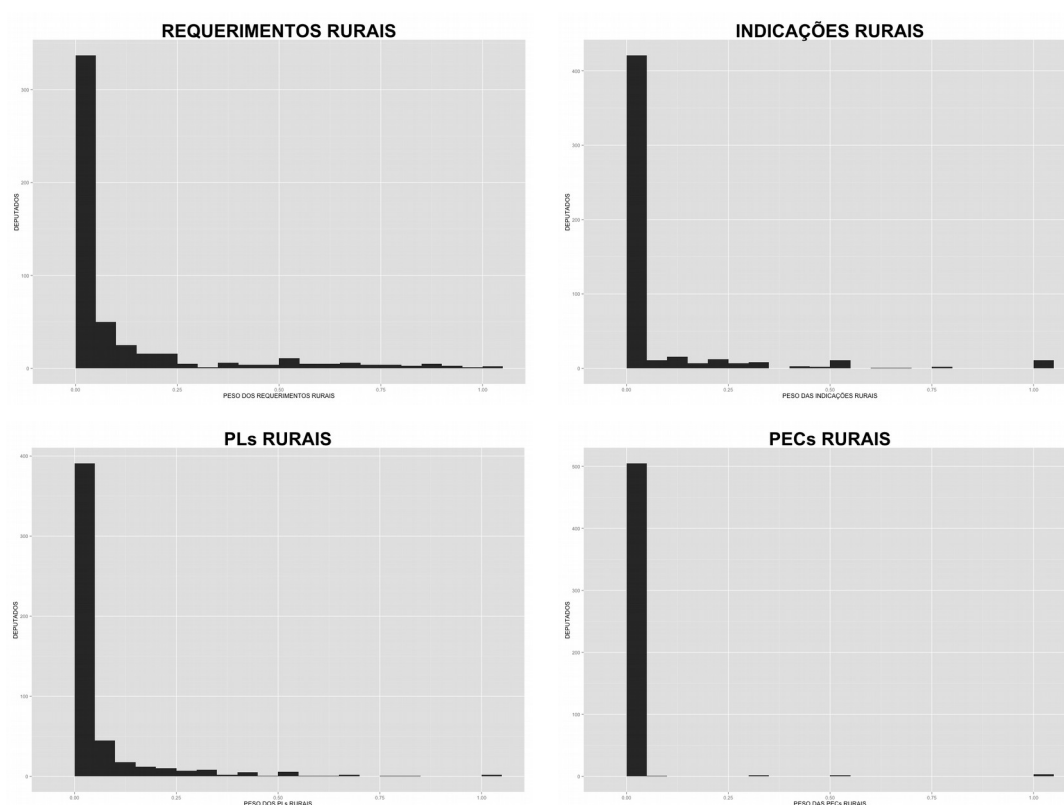 REQUERIMENTOS RURAIS
300
200
100
0
DEPUTADOS
0.00 0.25 0.50 0.75 1.00
PESO DOS REQUERIMENTOS RURAIS
INDICAÇÕES RURAIS
400
300
200
100
0
DEPUTADOS
0.00 0.25 0.50 0.75 1.00
PESO DAS INDICAÇÕES RURAIS
PLs RURAIS
400
300
200
100
0
DEPUTADOS
0.00 0.25 0.50 0.75 1.00
PESO DOS PLs RURAIS
PECs RURAIS
500
400
300
200
100
0
DEPUTADOS
0.00 0.25 0.50 0.75 1.00
PESO DAS PECs RURAIS